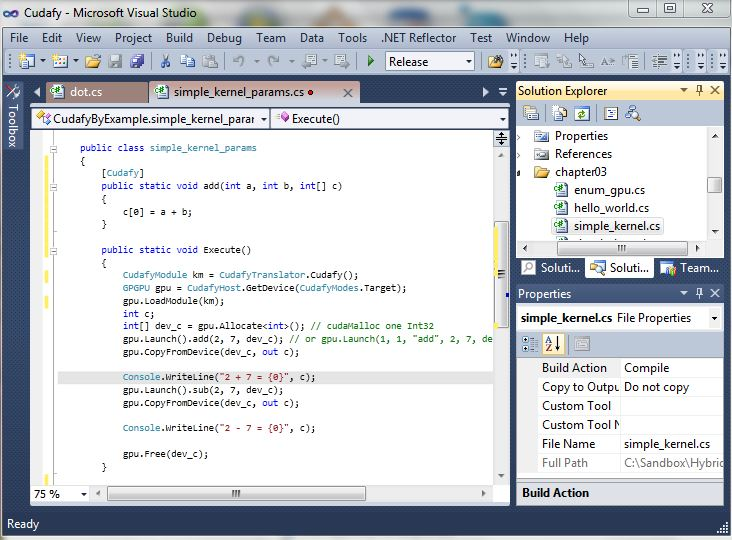 Cudafy - Microsoft Visual Studio
File Edit View Project Build Debug Team Data Tools .NET Reflector Test Window Help
Release
Toolbox
dot.cs simple_kernel_params.cs
CudafyByExample.simple_kernel_parar Execute()
public class simple_kernel_params
{
[Cudafy]
public static void add(int a, int b, int[] c)
{
c[0] = a + b;
}
public static void Execute()
{
CudafyModule km = CudafyTranslator.Cudafy();
GPGPU gpu = CudafyHost.GetDevice(CudafyModes.Target);
gpu.LoadModule(km);
int c;
int[] dev_c = gpu.Allocate<int>(); // cudaMalloc one Int32
gpu.Launch().add(2, 7, dev_c); // or gpu.Launch(1, 1, "add", 2, 7, de
gpu.CopyFromDevice(dev_c, out c);
Console.WriteLine("2 + 7 = {0}", c);
gpu.Launch().sub(2, 7, dev_c);
gpu.CopyFromDevice(dev_c, out c);
Console.WriteLine("2 - 7 = {0}", c);
gpu.Free(dev_c);
}
75 %
Solution Explorer
Properties
References
chapter03
enum_gpu.cs
hello_world.cs
simple_kernel.cs
Soluti... Soluti... Team...
Properties
simple_kernel.cs File Properties
Build Action Compile
Copy to Outpu Do not copy
Custom Tool
Custom Tool N
File Name simple_kernel.cs
Full Path C:\Sandbox\Hybric
Build Action
Ready